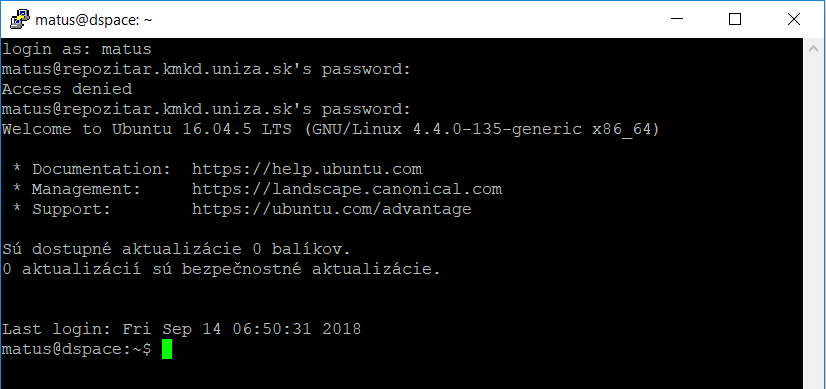 matus@dspace: ~
login as: matus
matus@repozitar.kmkd.uniza.sk's password:
Access denied
matus@repozitar.kmkd.uniza.sk's password:
Welcome to Ubuntu 16.04.5 LTS (GNU/Linux 4.4.0-135-generic x86_64)
* Documentation:  https://help.ubuntu.com
* Management:     https://landscape.canonical.com
* Support:        https://ubuntu.com/advantage
Sú dostupné aktualizácie 0 balíkov.
0 aktualizácií sú bezpečnostné aktualizácie.
Last login: Fri Sep 14 06:50:31 2018
matus@dspace:~$